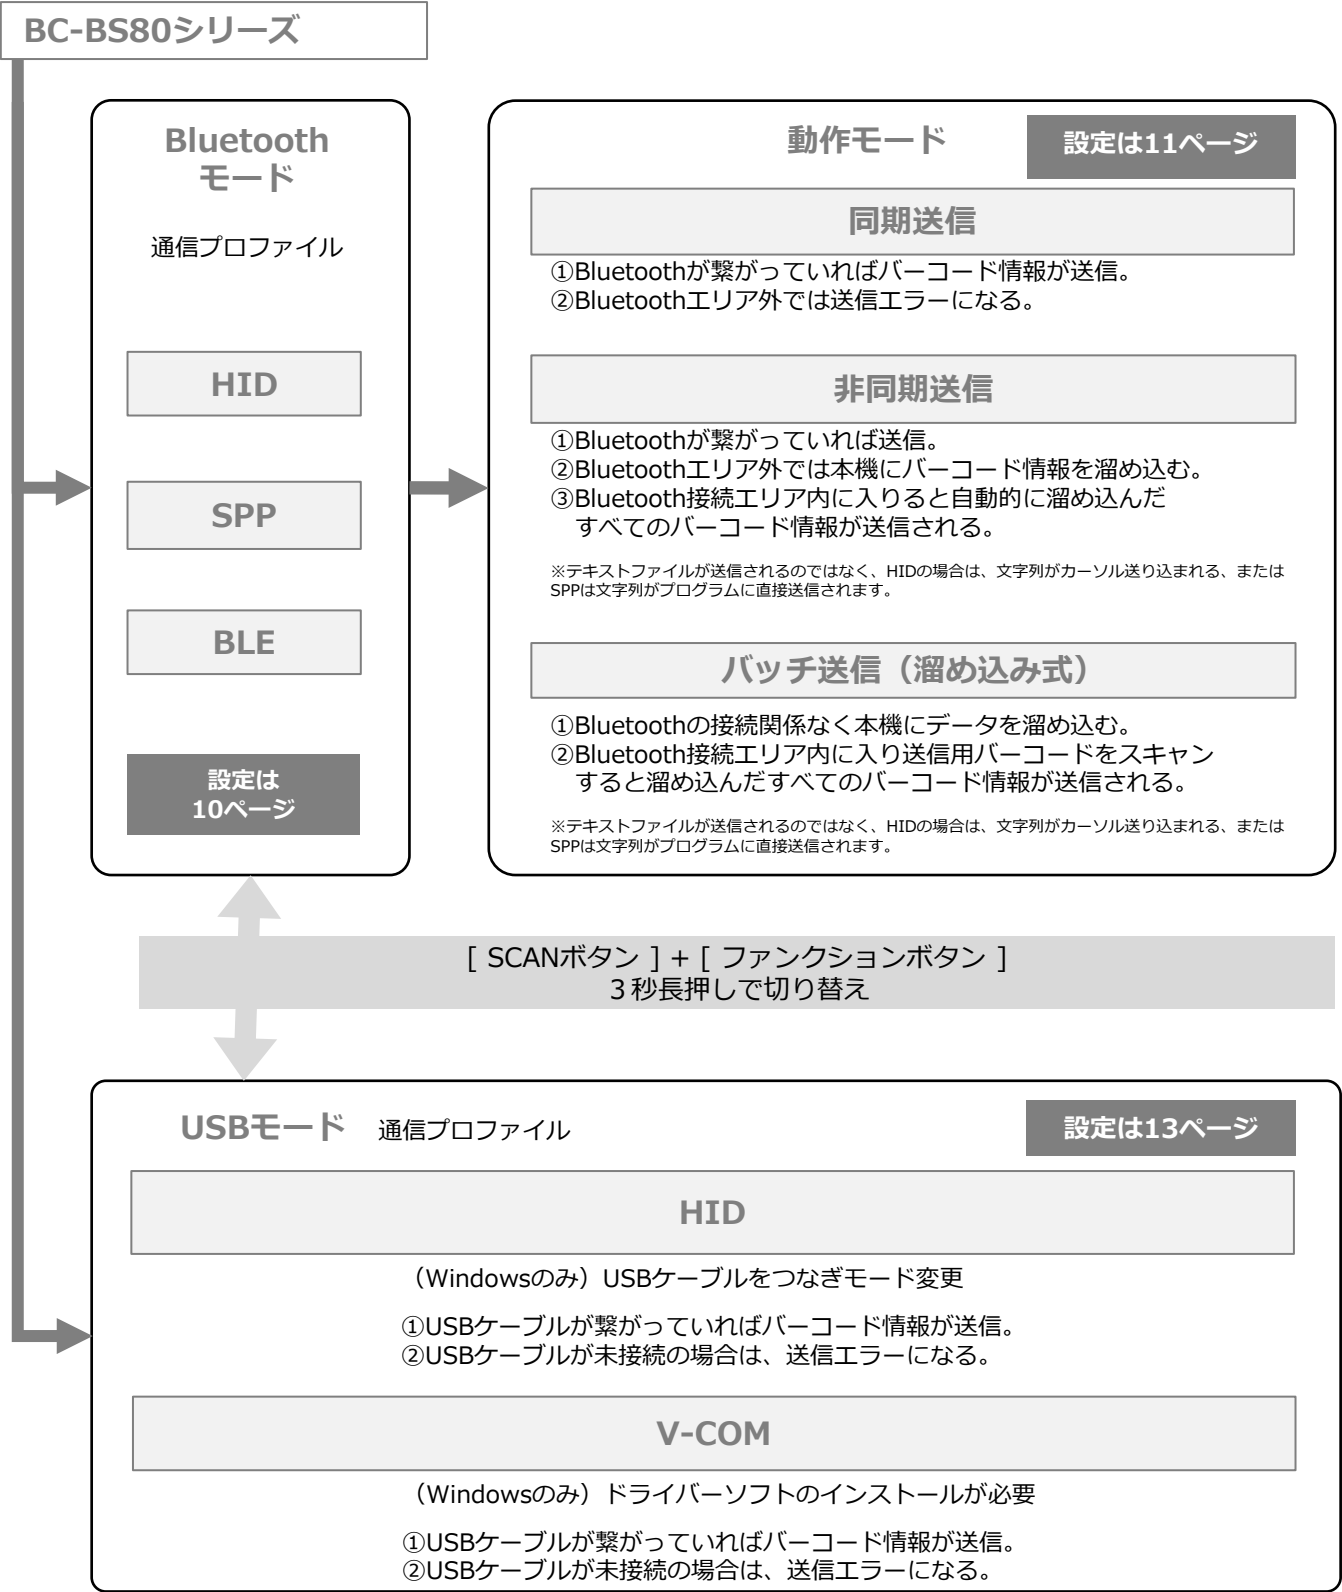 BC-BS80シリーズ
Bluetooth
モード
通信プロファイル
HID
SPP
BLE
設定は
10ページ
動作モード
設定は11ページ
同期送信
①Bluetoothが繋がっていればバーコード情報が送信。
②Bluetoothエリア外では送信エラーになる。
非同期送信
①Bluetoothが繋がっていれば送信。
②Bluetoothエリア外では本機にバーコード情報を溜め込む。
③Bluetooth接続エリア内に入りると自動的に溜め込んだ
すべてのバーコード情報が送信される。
※テキストファイルが送信されるのではなく、HIDの場合は、文字列がカーソル送り込まれる、または
SPPは文字列がプログラムに直接送信されます。
バッチ送信（溜め込み式）
①Bluetoothの接続関係なく本機にデータを溜め込む。
②Bluetooth接続エリア内に入り送信用バーコードをスキャン
すると溜め込んだすべてのバーコード情報が送信される。
※テキストファイルが送信されるのではなく、HIDの場合は、文字列がカーソル送り込まれる、または
SPPは文字列がプログラムに直接送信されます。
[ SCANボタン ] + [ ファンクションボタン ]
３秒長押しで切り替え
USBモード 通信プロファイル
設定は13ページ
HID
（Windowsのみ）USBケーブルをつなぎモード変更
①USBケーブルが繋がっていればバーコード情報が送信。
②USBケーブルが未接続の場合は、送信エラーになる。
V-COM
（Windowsのみ）ドライバーソフトのインストールが必要
①USBケーブルが繋がっていればバーコード情報が送信。
②USBケーブルが未接続の場合は、送信エラーになる。